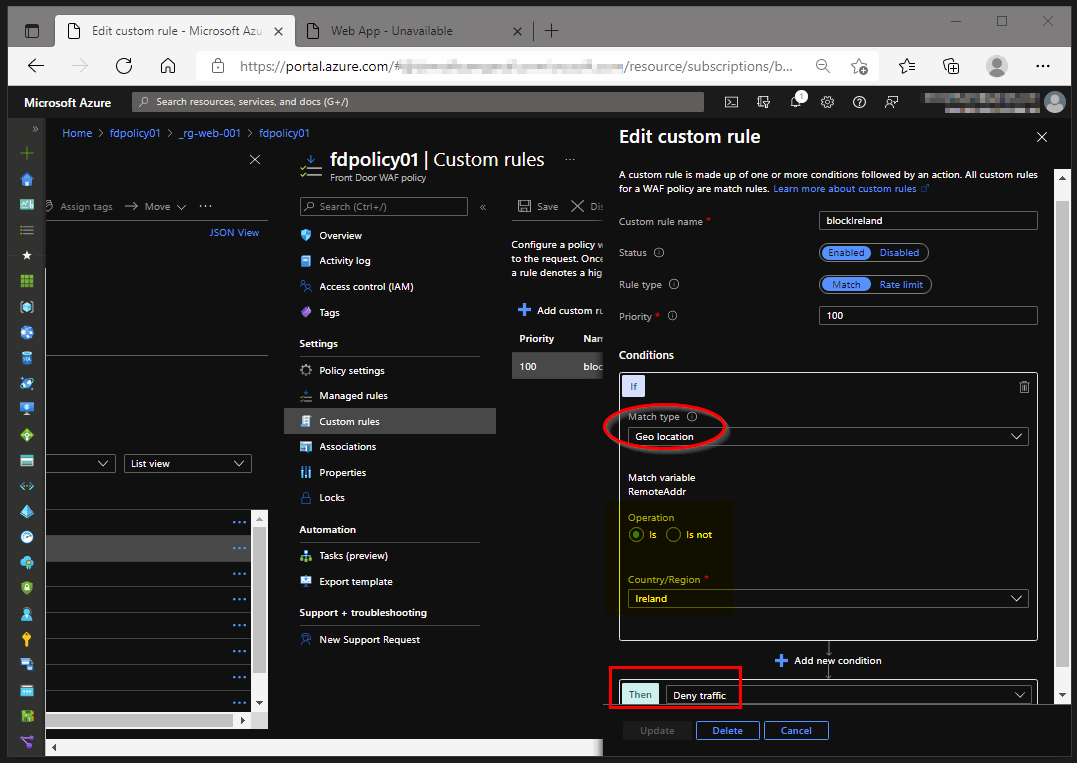 Edit custom rule - Microsoft Azu
Web App - Unavailable
https://portal.azure.com/#
/resource/subscriptions/b...
Microsoft Azure
Search resources, services, and docs (G+/)
1
Home > fdpolicy01 > _rg-web-001 > fdpolicy01
Assign tags
Move
JSON View
List view
fdpolicy01 | Custom rules
Front Door WAF policy
Search (Ctrl+/)
Overview
Activity log
Access control (IAM)
Tags
Settings
Policy settings
Managed rules
Custom rules
Associations
Properties
Locks
Automation
Tasks (preview)
Export template
Support + troubleshooting
New Support Request
Save
Dis
Configure a policy w
to the request. Once
a rule denotes a hig
Add custom ru
Priority Nam
100 bloc
Edit custom rule
A custom rule is made up of one or more conditions followed by an action. All custom rules
for a WAF policy are match rules. Learn more about custom rules
Custom rule name * blockIreland
Status Enabled Disabled
Rule type Match Rate limit
Priority * 100
Conditions
If
Match type
Geo location
Match variable
RemoteAddr
Operation
Is Is not
Country/Region *
Ireland
Add new condition
Then Deny traffic
Update Delete Cancel